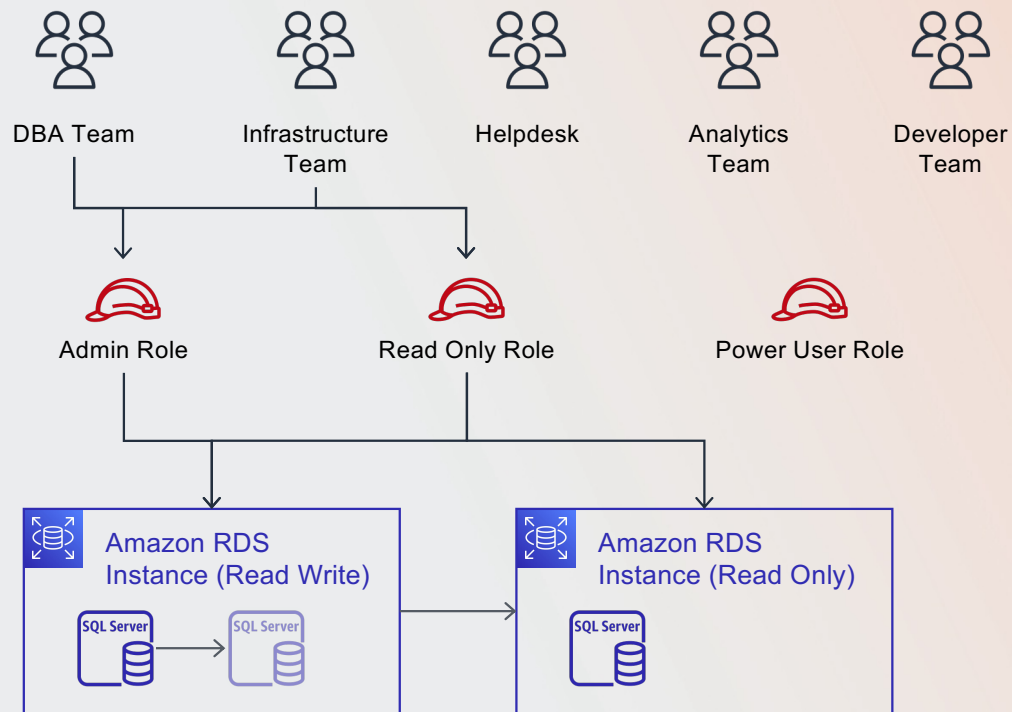 DBA Team
Infrastructure
Team
Helpdesk
Analytics
Team
Developer
Team
Admin Role
Read Only Role
Power User Role
Amazon RDS
Instance (Read Write)
SQL Server
SQL Server
Amazon RDS
Instance (Read Only)
SQL Server